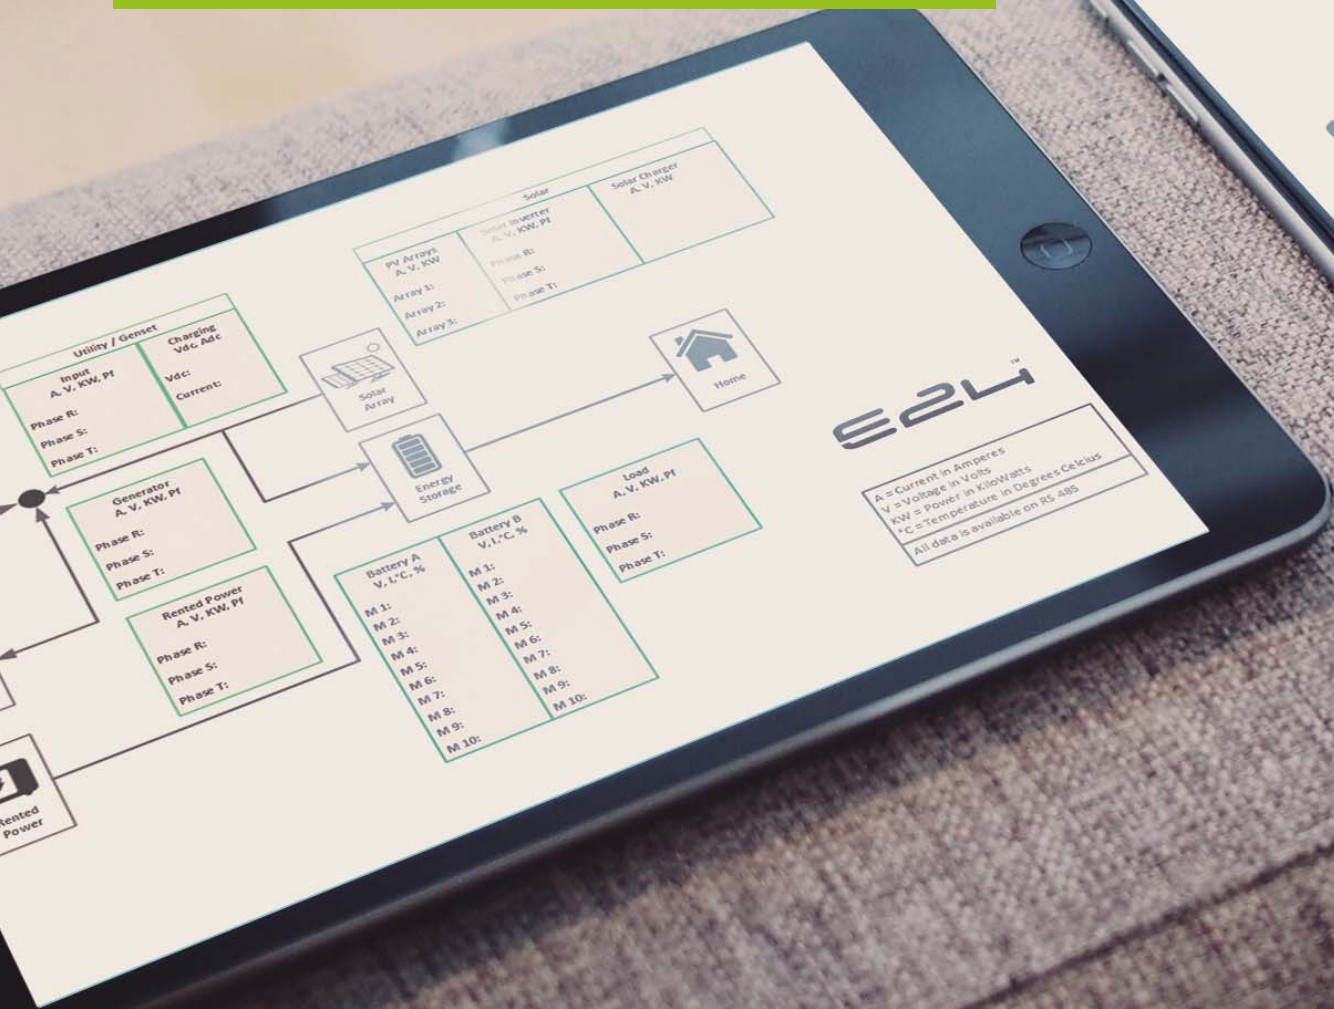 Solar
PV Arrays
A. V, KW
Array 1:
Array 2:
Array 3:
Solar Inverter
A. V, KW, Pf
Phase R:
Phase S:
Phase T:
Solar Charger
A. V, KW
Utility / Genset
Input
A. V, KW, Pf
Phase R:
Phase S:
Phase T:
Charging
Vdc, Adc
Vdc:
Current:
Solar
Array
Home
Energy
Storage
Generator
A. V, KW, Pf
Phase R:
Phase S:
Phase T:
Rented Power
A, V, KW, Pf
Phase R:
Phase S:
Phase T:
Battery A
V, I,°C, %
M 1:
M 2:
M 3:
M 4:
M 5:
M 6:
M 7:
M 8:
M 9:
M 10:
Battery B
V, I,°C, %
M 1:
M 2:
M 3:
M 4:
M 5:
M 6:
M 7:
M 8:
M 9:
M 10:
Load
A. V, KW, Pf
Phase R:
Phase S:
Phase T:
Rented
Power
E24™
A = Current in Amperes
V = Voltage in Volts
KW = Power in KiloWatts
°C = Temperature in Degrees Celcius
All data is available on RS 485